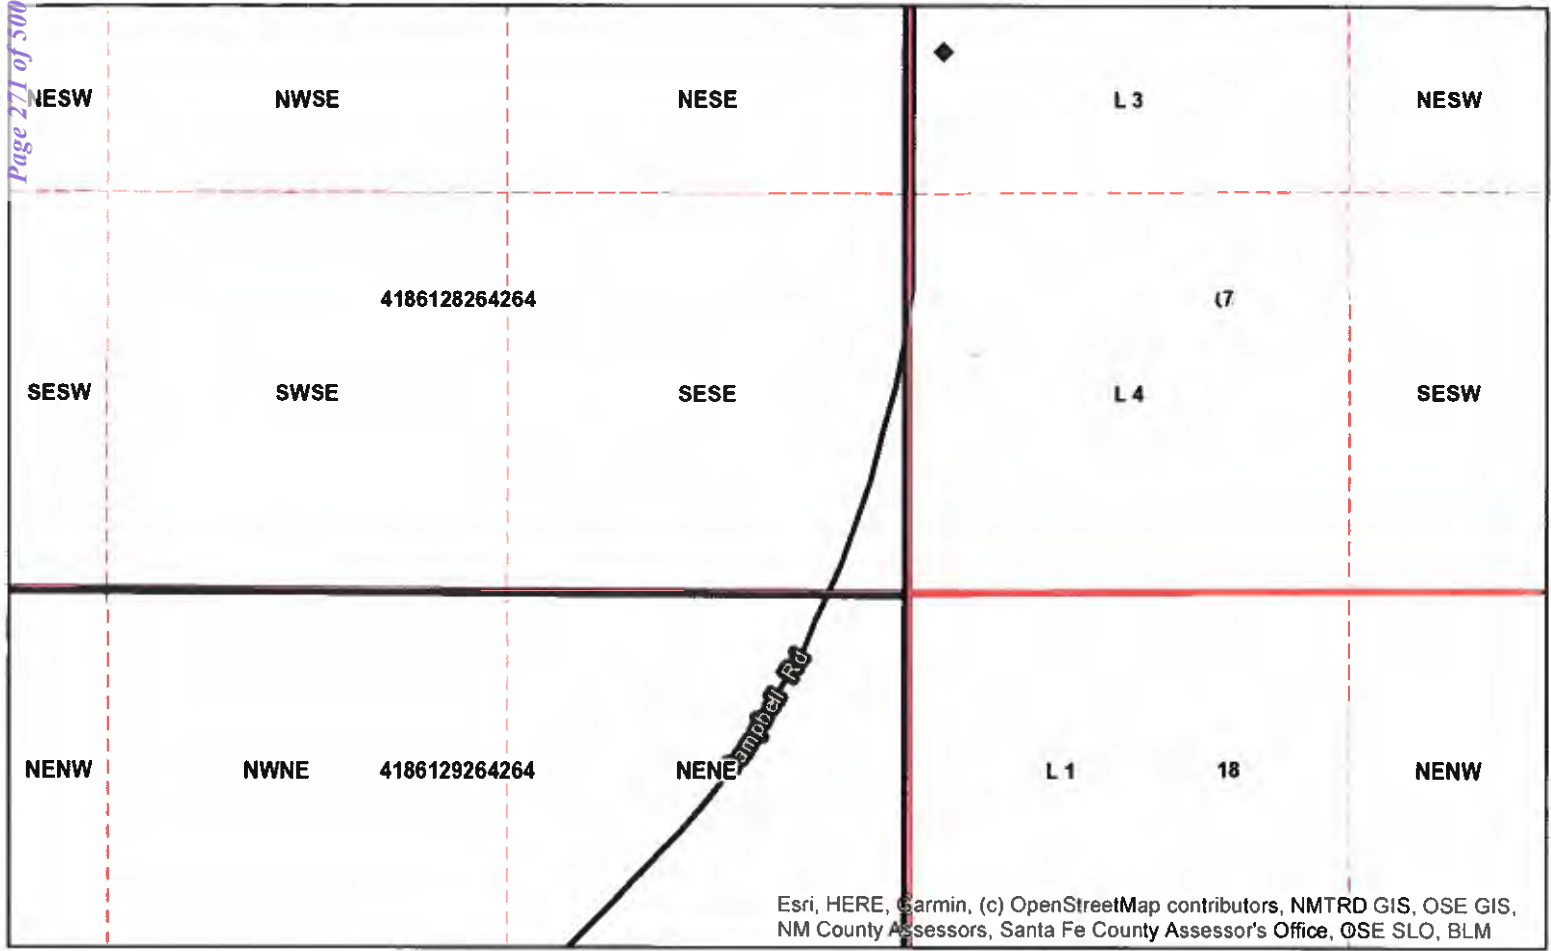 Page 271 of 500
NESW NWSE NESE L 3 NESW
4186128264264
SESW SWSE SESE L 4 SESW
Campbell Rd
NENW NWNE 4186129264264 NENE L 1 18 NENW
Esri, HERE, Garmin, (c) OpenStreetMap contributors, NMTRD GIS, OSE GIS,
NM County Assessors, Santa Fe County Assessor's Office, OSE SLO, BLM